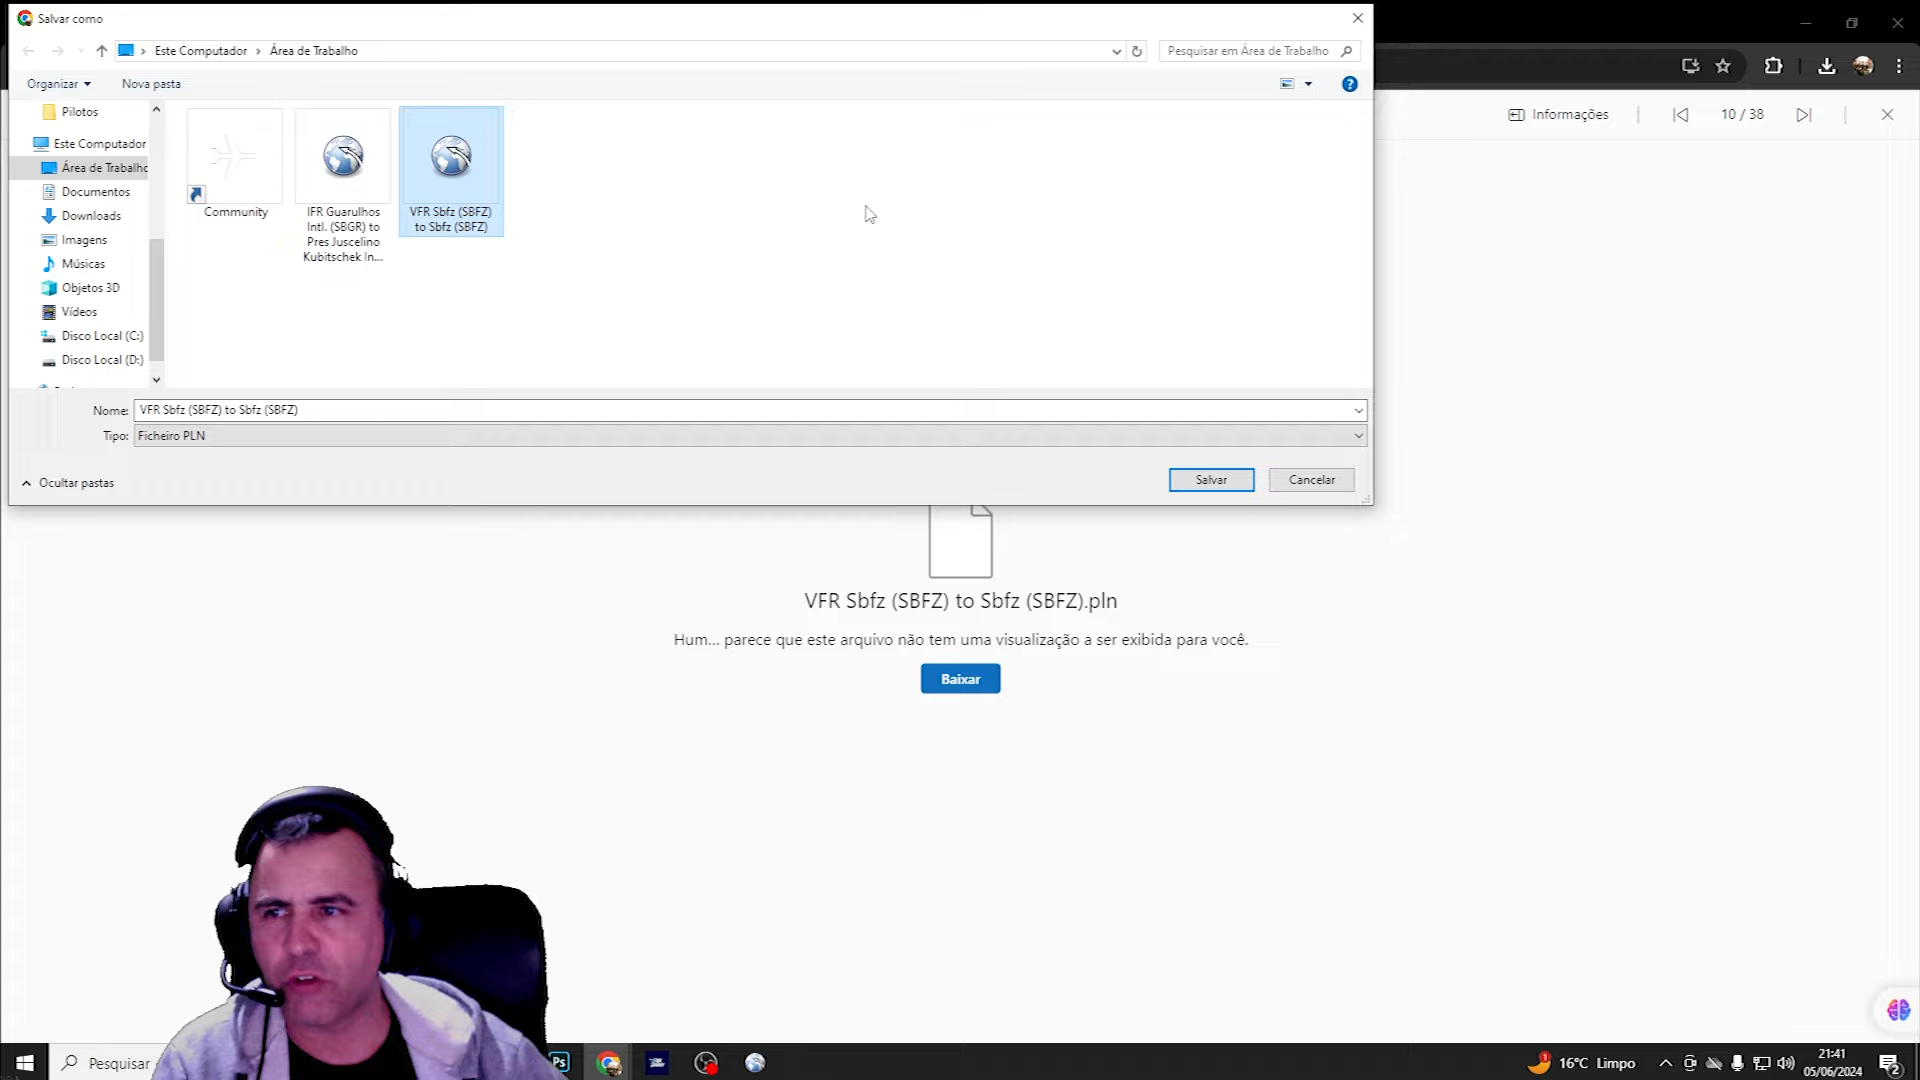 Salvar como
Este Computador > Área de Trabalho
Pesquisar em Área de Trabalho
Organizar
Nova pasta
Informações
10 / 38
Pilotos
Este Computador
Área de Trabalho
Documentos
Downloads
Imagens
Músicas
Objetos 3D
Vídeos
Disco Local (C:)
Disco Local (D:)
Community
IFR Guarulhos
Intl. (SBGR) to
Pres Juscelino
Kubitschek In...
VFR Sbfz (SBFZ)
to Sbfz (SBFZ)
Nome: VFR Sbfz (SBFZ) to Sbfz (SBFZ)
Tipo: Ficheiro PLN
Ocultar pastas
Salvar
Cancelar
VFR Sbfz (SBFZ) to Sbfz (SBFZ).pln
Hum... parece que este arquivo não tem uma visualização a ser exibida para você.
Baixar
Pesquisar
Ps
1
16°C Limpo
21:41
05/06/2024
2